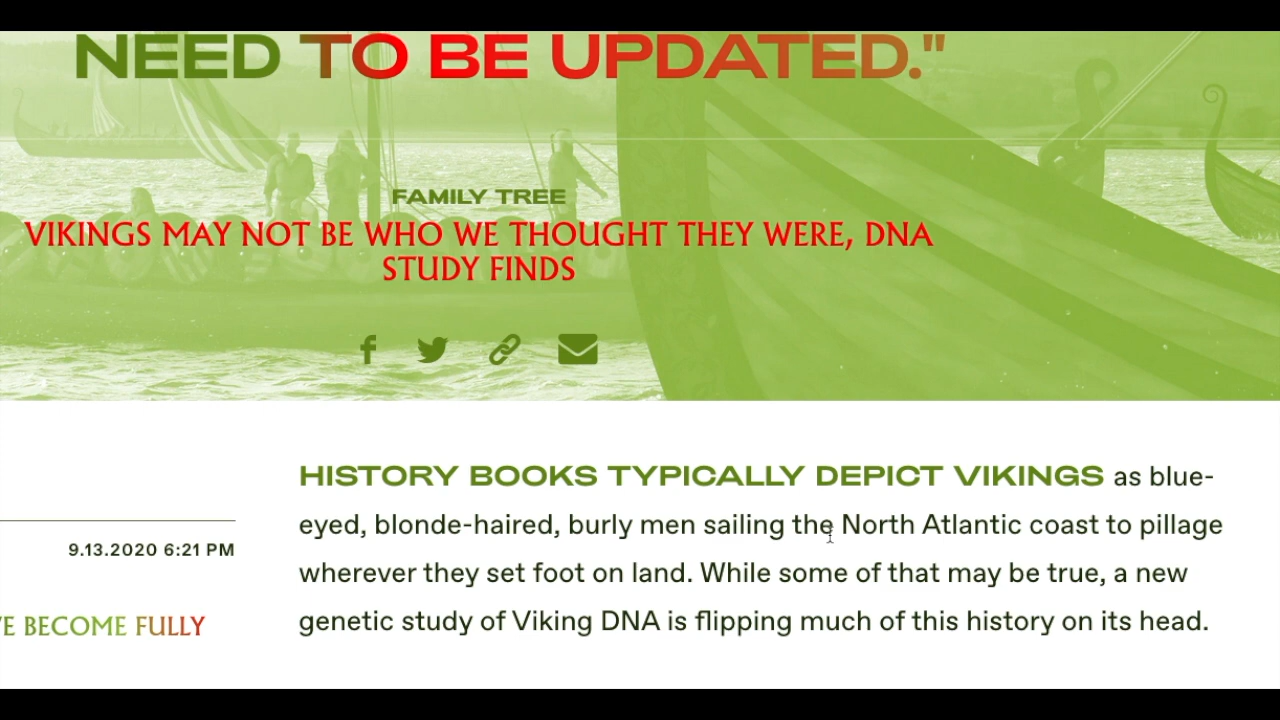 NEED TO BE UPDATED."
FAMILY TREE
VIKINGS MAY NOT BE WHO WE THOUGHT THEY WERE, DNA
STUDY FINDS
HISTORY BOOKS TYPICALLY DEPICT VIKINGS as blue-
eyed, blonde-haired, burly men sailing the North Atlantic coast to pillage
wherever they set foot on land. While some of that may be true, a new
genetic study of Viking DNA is flipping much of this history on its head.
9.13.2020 6:21 PM
'E BECOME FULLY